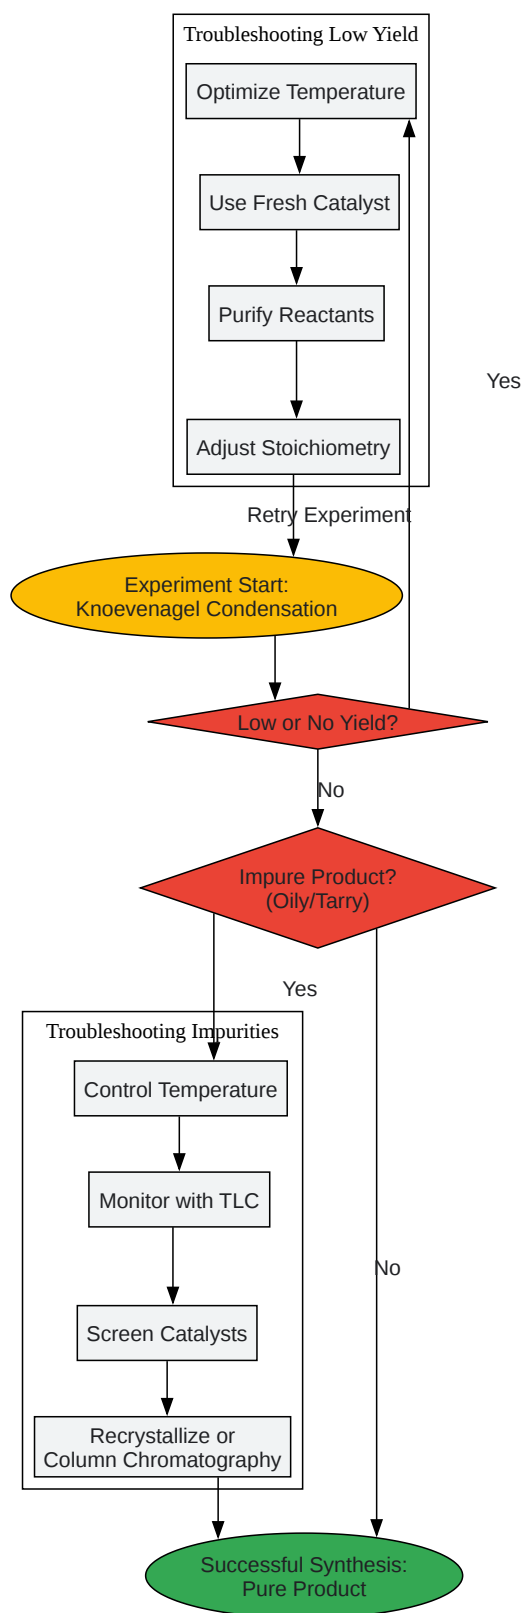 Troubleshooting Low Yield
Optimize Temperature
Use Fresh Catalyst
Purify Reactants
Yes
Adjust Stoichiometry
Retry Experiment
Experiment Start:
Knoevenagel Condensation
Low or No Yield?
No
Impure Product?
(Oily/Tarry)
Yes
Troubleshooting Impurities
Control Temperature
Monitor with TLC
No
Screen Catalysts
Recrystallize or
Column Chromatography
Successful Synthesis:
Pure Product